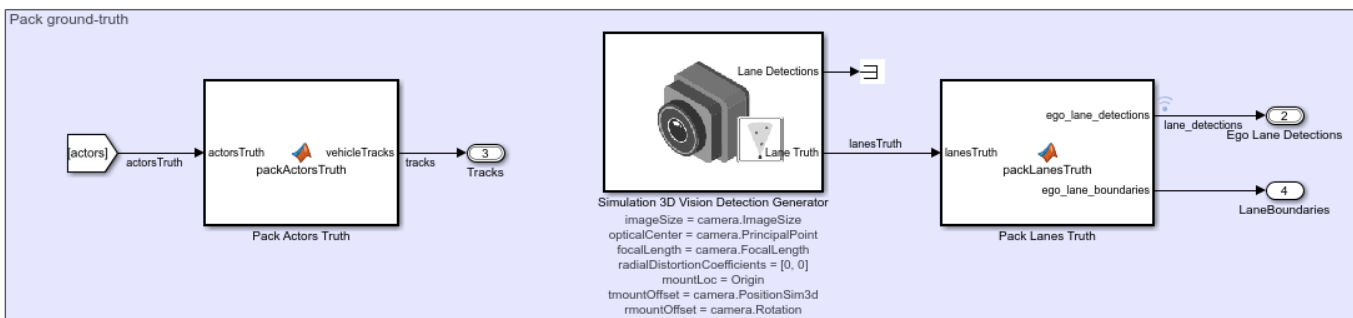 Pack ground-truth
[actors]
actorsTruth
actorsTruth
vehicleTracks
packActorsTruth
Pack Actors Truth
tracks
3
Tracks
Lane Detections
Lane Truth
Simulation 3D Vision Detection Generator
imageSize = camera.ImageSize
opticalCenter = camera.PrincipalPoint
focalLength = camera.FocalLength
radialDistortionCoefficients = [0, 0]
mountLoc = Origin
tmountOffset = camera.PositionSim3d
rmountOffset = camera.Rotation
lanesTruth
lanesTruth
packLanesTruth
ego_lane_detections
ego_lane_boundaries
Pack Lanes Truth
lane_detections
2
Ego Lane Detections
4
LaneBoundaries